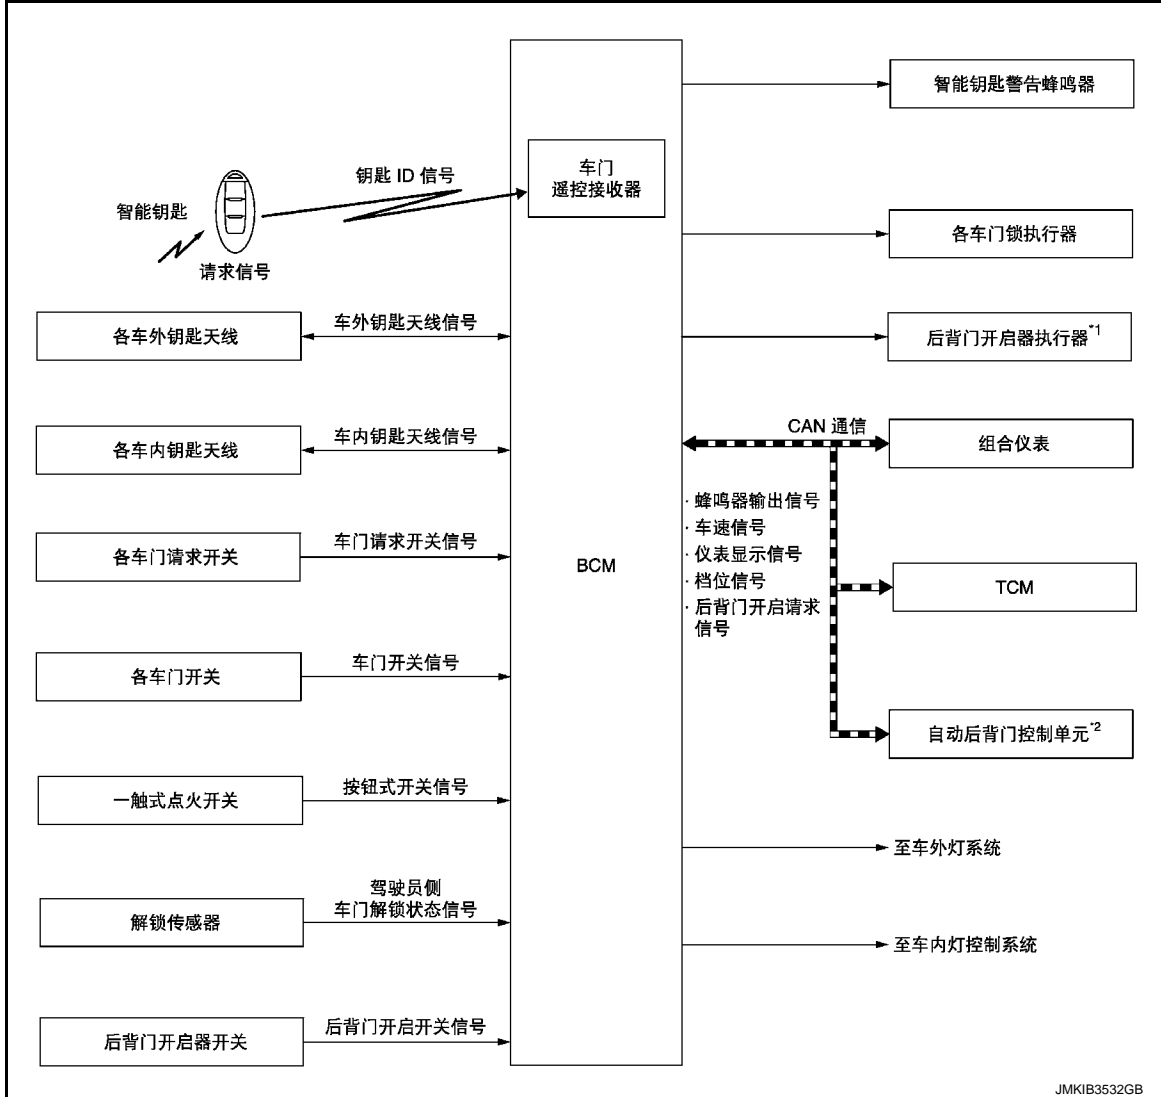 智能钥匙警告蜂鸣器
车门
遥控接收器
钥匙 ID 信号
智能钥匙
请求信号
各车门锁执行器
各车外钥匙天线
车外钥匙天线信号
后背门开启器执行器*1
各车内钥匙天线
车内钥匙天线信号
CAN 通信
组合仪表
· 蜂鸣器输出信号
· 车速信号
· 仪表显示信号
· 档位信号
· 后背门开启请求
信号
各车门请求开关
车门请求开关信号
BCM
TCM
各车门开关
车门开关信号
自动后背门控制单元*2
一触式点火开关
按钮式开关信号
至车外灯系统
解锁传感器
驾驶员侧
车门解锁状态信号
至车内灯控制系统
后背门开启器开关
后背门开启开关信号
JMKIB3532GB